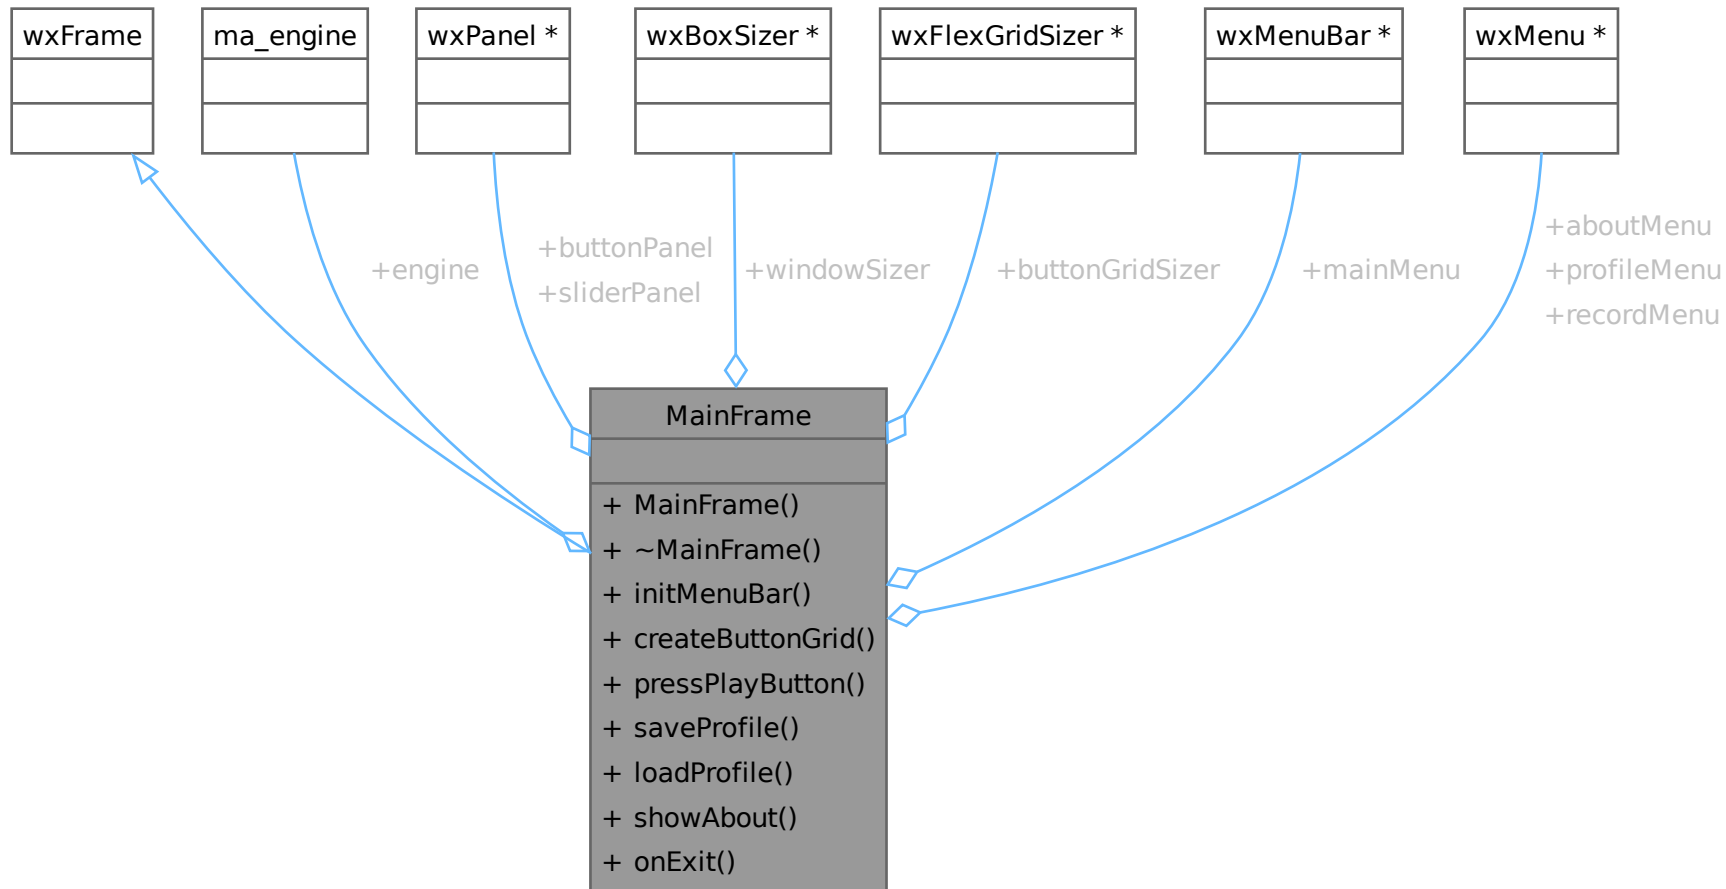 wxFrame
ma_engine
wxPanel *
wxBoxSizer *
wxFlexGridSizer *
wxMenuBar *
wxMenu *
+engine
+buttonPanel
+sliderPanel
+windowSizer
+buttonGridSizer
+mainMenu
+aboutMenu
+profileMenu
+recordMenu
MainFrame
+ MainFrame()
+ ~MainFrame()
+ initMenuBar()
+ createButtonGrid()
+ pressPlayButton()
+ saveProfile()
+ loadProfile()
+ showAbout()
+ onExit()